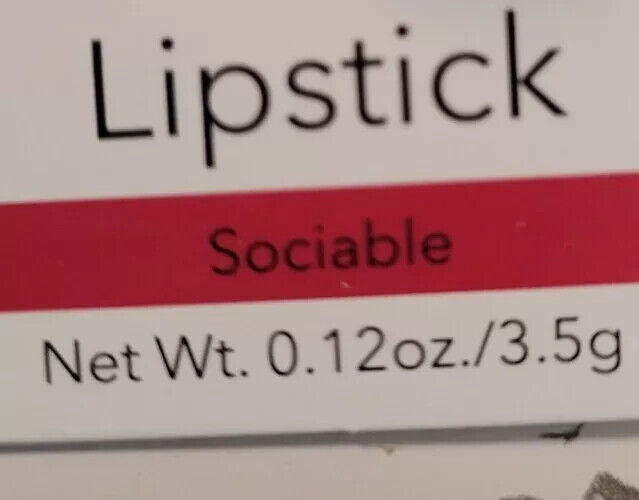 Lipstick
Sociable
Net Wt. 0.12oz./3.5g